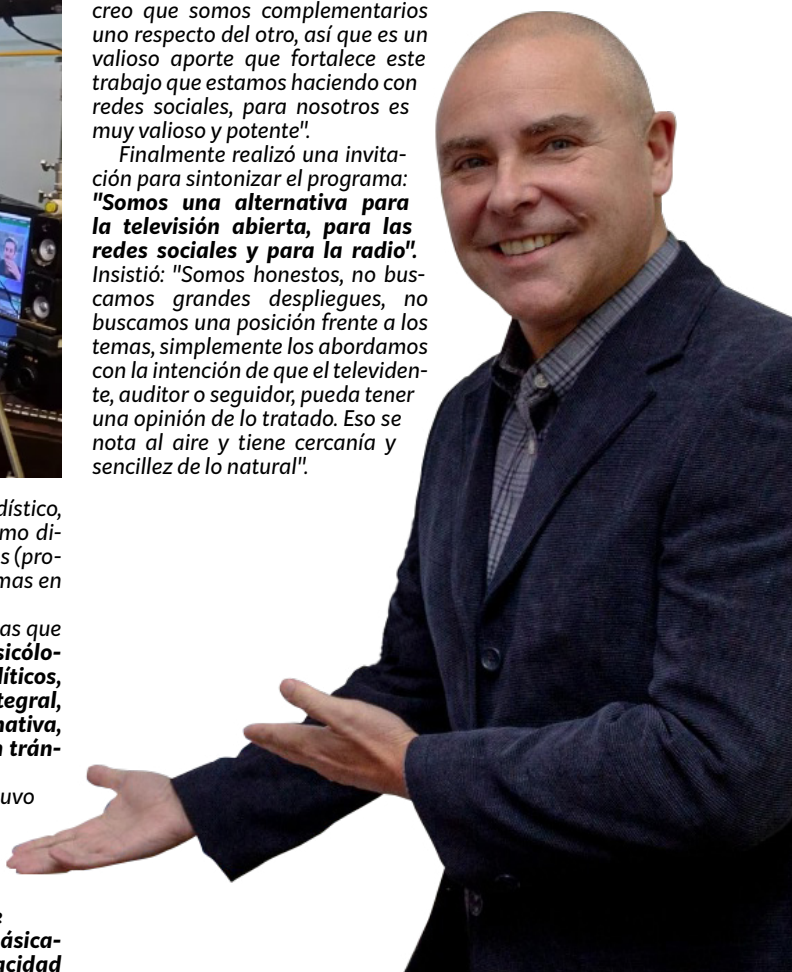 creo que somos complementarios
uno respecto del otro, así que es un
valioso aporte que fortalece este
trabajo que estamos haciendo con
redes sociales, para nosotros es
muy valioso y potente".
Finalmente realizó una invita-
ción para sintonizar el programa:
"Somos una alternativa para
la televisión abierta, para las
redes sociales y para la radio".
Insistió: "Somos honestos, no bus-
camos grandes despliegues, no
buscamos una posición frente a los
temas, simplemente los abordamos
con la intención de que el televiden-
te, auditor o seguidor, pueda tener
una opinión de lo tratado. Eso se
nota al aire y tiene cercanía y
sencillez de lo natural".
dístico,
mo di-
s (pro-
mas en
as que
sicólo-
líticos,
tegral,
nativa,
n trán-
uvo
e
ásica-
acidad